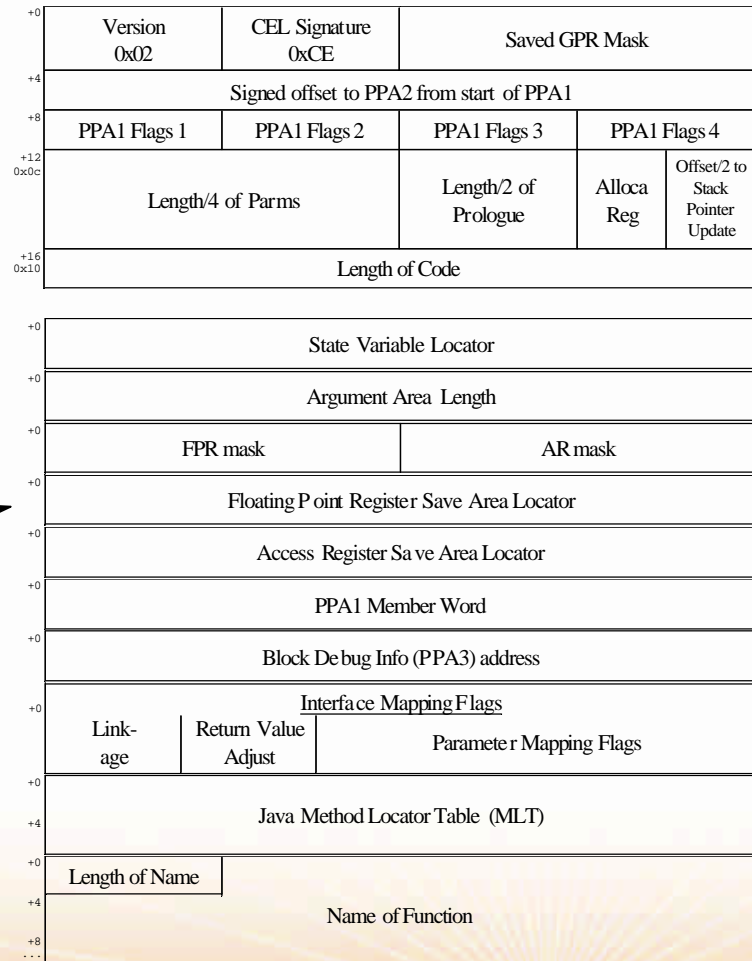 +0
Version
0x02
CEL Signature
0xCE
Saved GPR Mask
+4
Signed offset to PPA2 from start of PPA1
+8
PPA1 Flags 1
PPA1 Flags 2
PPA1 Flags 3
PPA1 Flags 4
+12
0x0c
Length/4 of Parms
Length/2 of
Prologue
Alloca
Reg
Offset/2 to
Stack
Pointer
Update
+16
0x10
Length of Code
+0
State Variable Locator
+0
Argument Area Length
+0
FPR mask
AR mask
+0
Floating Point Register Save Area Locator
+0
Access Register Save Area Locator
+0
PPA1 Member Word
+0
Block Debug Info (PPA3) address
+0
Interface Mapping Flags
Link-
age
Return Value
Adjust
Parameter Mapping Flags
+0
+4
Java Method Locator Table (MLT)
+0
Length of Name
+4
Name of Function
+8
...